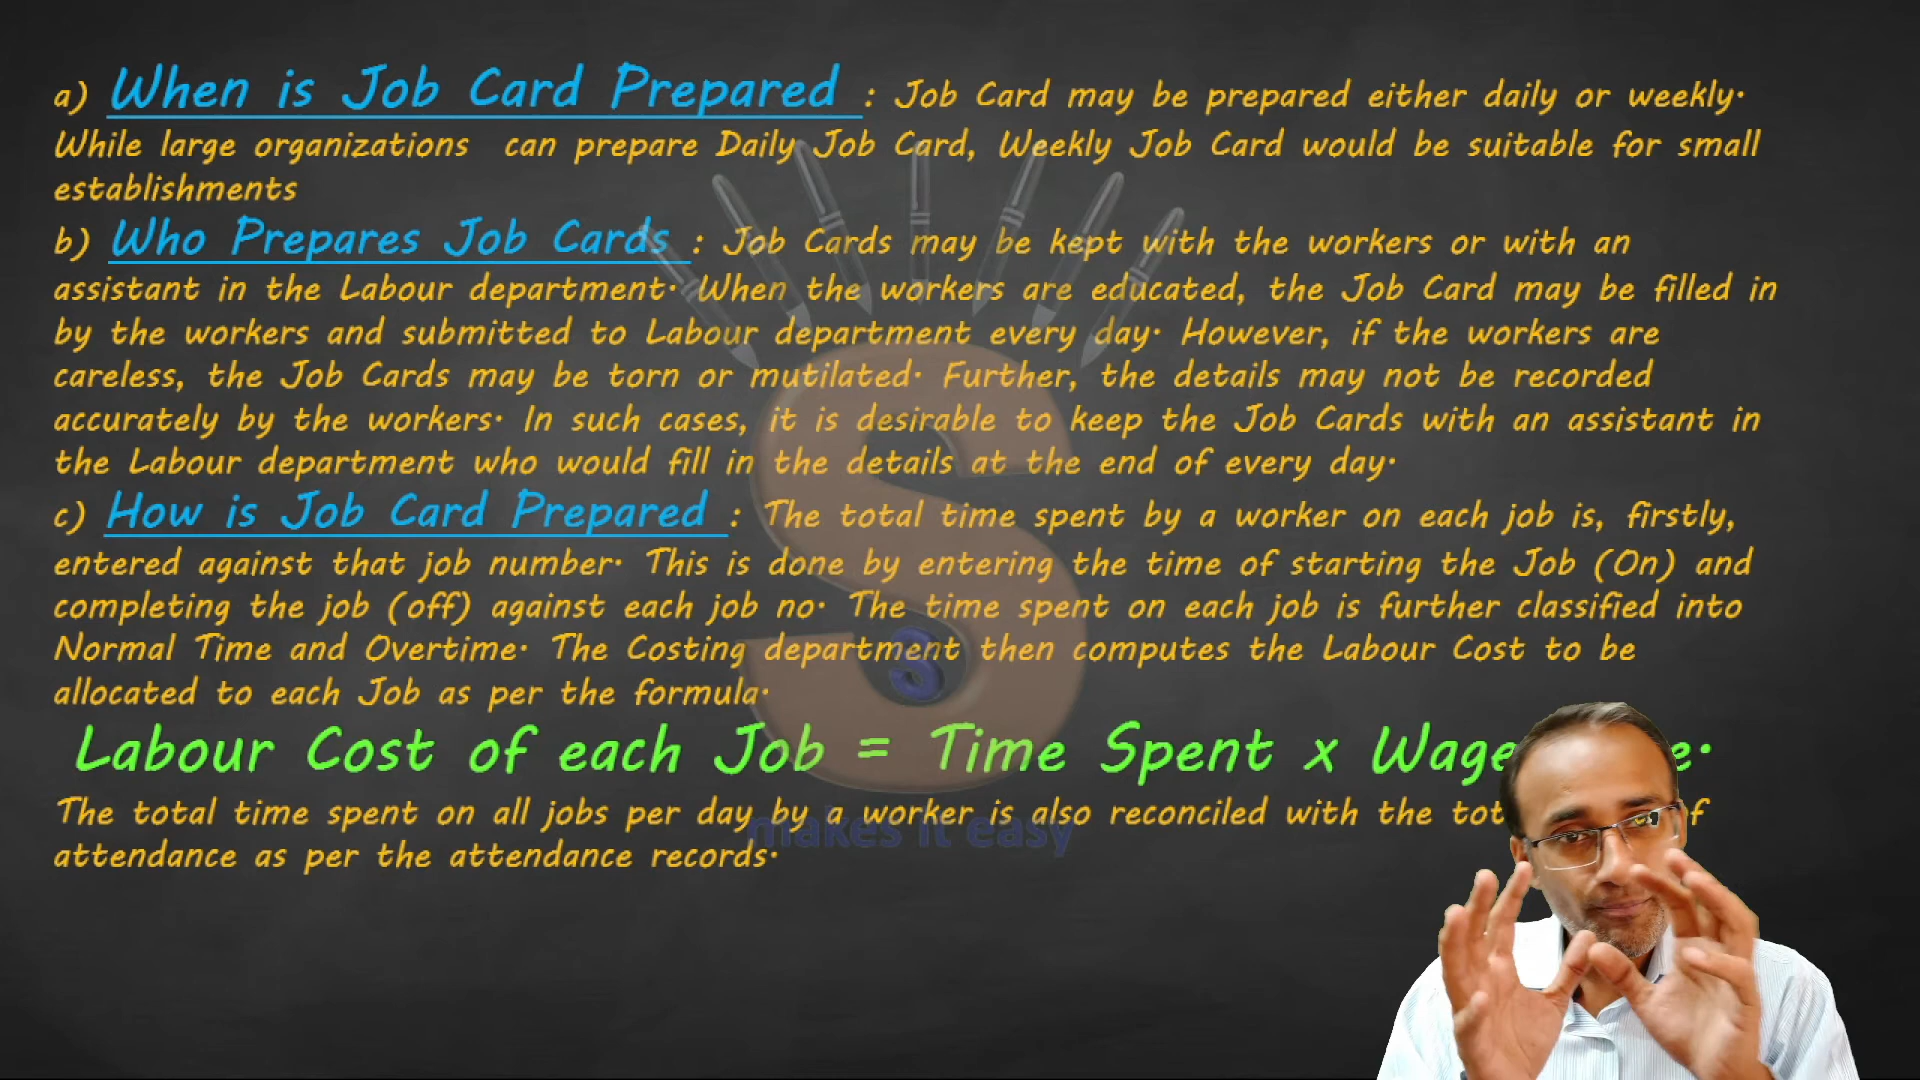 a) When is Job Card Prepared : Job Card may be prepared either daily or weekly.
While large organizations can prepare Daily Job Card, Weekly Job Card would be suitable for small
establishments
b) Who Prepares Job Cards : Job Cards may be kept with the workers or with an
assistant in the Labour department. When the workers are educated, the Job Card may be filled in
by the workers and submitted to Labour department every day. However, if the workers are
careless, the Job Cards may be torn or mutilated. Further, the details may not be recorded
accurately by the workers. In such cases, it is desirable to keep the Job Cards with an assistant in
the Labour department who would fill in the details at the end of every day.
c) How is Job Card Prepared : The total time spent by a worker on each job is, firstly,
entered against that job number. This is done by entering the time of starting the Job (On) and
completing the job (off) against each job no. The time spent on each job is further classified into
Normal Time and Overtime. The Costing department then computes the Labour Cost to be
allocated to each Job as per the formula.
Labour Cost of each Job = Time Spent x Wage
The total time spent on all jobs per day by a worker is also reconciled with the
attendance as per the attendance records.
S
3
makes it easy